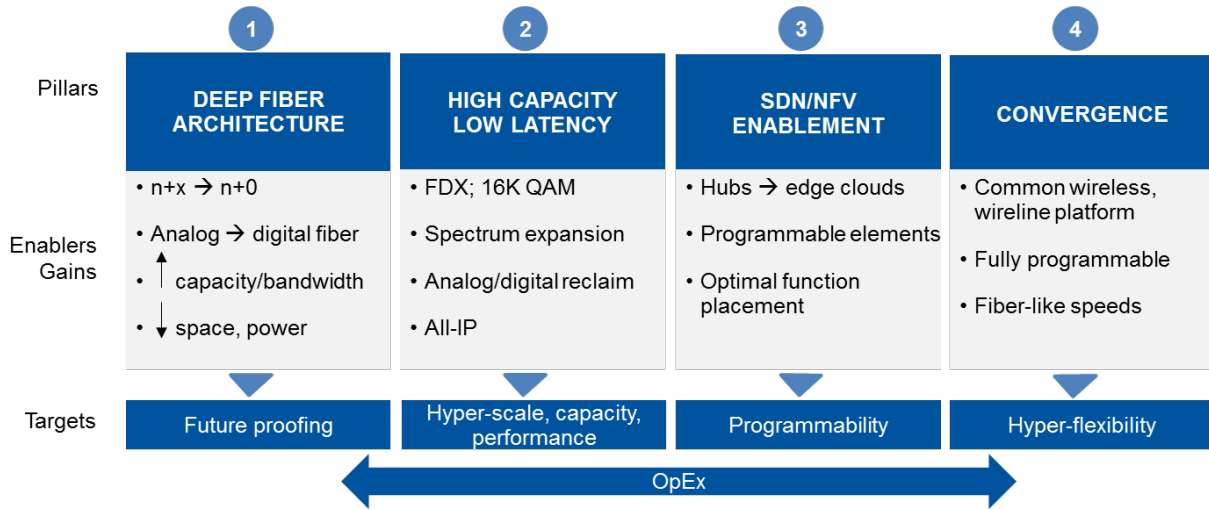 1
2
3
4
Pillars
DEEP FIBER
ARCHITECTURE
HIGH CAPACITY
LOW LATENCY
SDN/NFV
ENABLEMENT
CONVERGENCE
Enablers
Gains
• n+x → n+0
• Analog → digital fiber
• ↑ capacity/bandwidth
• ↓ space, power
• FDX; 16K QAM
• Spectrum expansion
• Analog/digital reclaim
• All-IP
• Hubs → edge clouds
• Programmable elements
• Optimal function
placement
• Common wireless,
wireline platform
• Fully programmable
• Fiber-like speeds
Targets
Future proofing
Hyper-scale, capacity,
performance
Programmability
Hyper-flexibility
OpEx